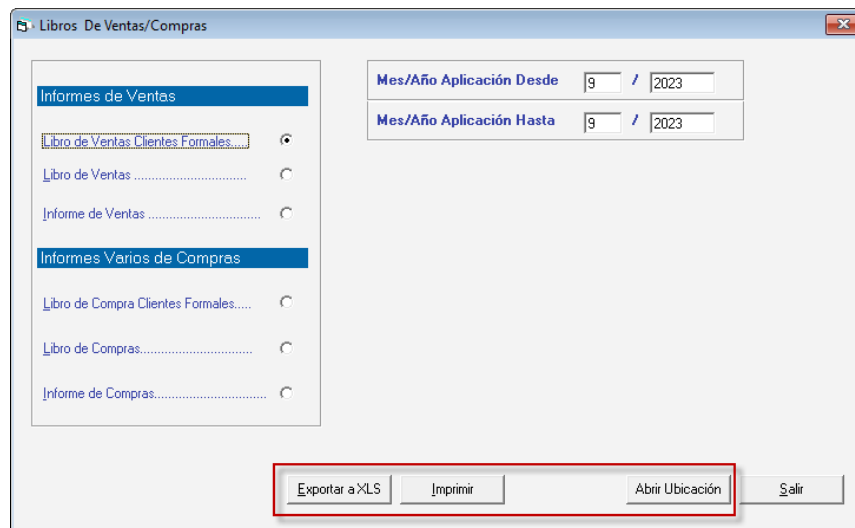 Libros De Ventas/Compras
Informes de Ventas
Libro de Ventas Clientes Formales.....
Libro de Ventas ................................
Informe de Ventas ................................
Informes Varios de Compras
Libro de Compra Clientes Formales.....
Libro de Compras................................
Informe de Compras................................
Mes/Año Aplicación Desde 9 / 2023
Mes/Año Aplicación Hasta 9 / 2023
Exportar a XLS Imprimir Abrir Ubicación Salir